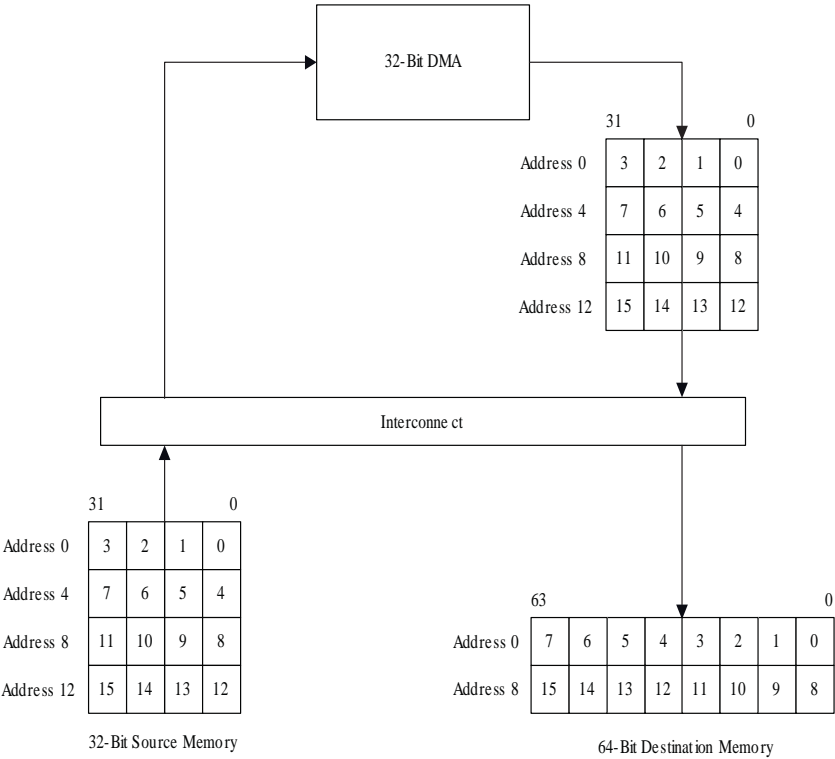 32-Bit DMA
31 0
Address 0 3 2 1 0
Address 4 7 6 5 4
Address 8 11 10 9 8
Address 12 15 14 13 12
Interconnect
31 0
Address 0 3 2 1 0
Address 4 7 6 5 4
Address 8 11 10 9 8
Address 12 15 14 13 12
32-Bit Source Memory
63 0
Address 0 7 6 5 4 3 2 1 0
Address 8 15 14 13 12 11 10 9 8
64-Bit Destination Memory